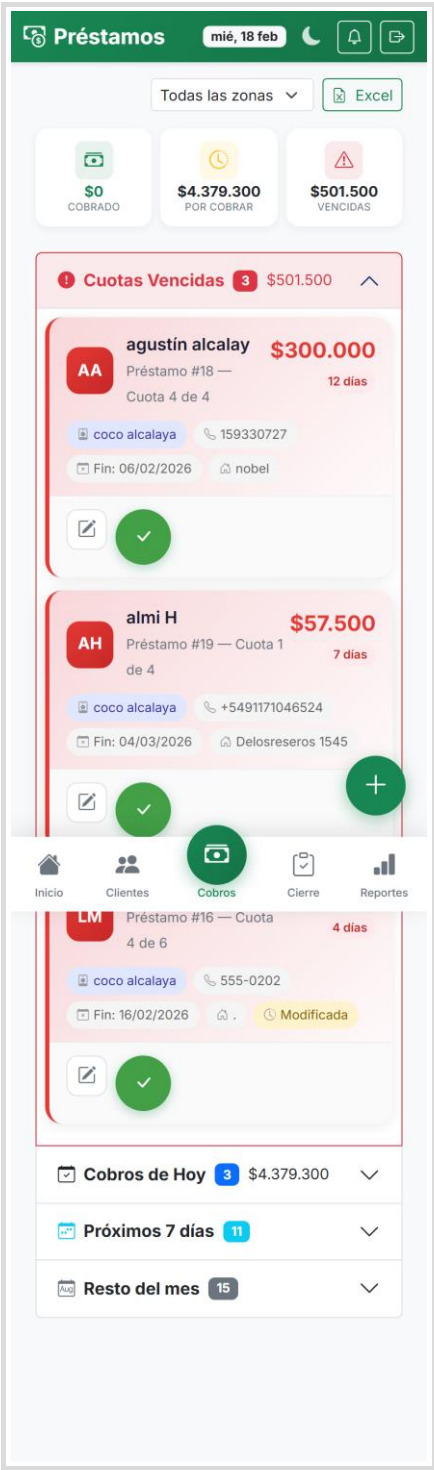 Préstamos
mié, 18 feb
Todas las zonas
Excel
$0
COBRADO
$4.379.300
POR COBRAR
$501.500
VENCIDAS
Cuotas Vencidas 3 $501.500
AA
agustín alcalay
$300.000
Préstamo #18 —
12 días
Cuota 4 de 4
coco alcalaya
159330727
Fin: 06/02/2026
nobel
AH
almi H
$57.500
Préstamo #19 — Cuota 1
7 días
de 4
coco alcalaya
+5491171046524
Fin: 04/03/2026
Delosreseros 1545
Inicio
Clientes
Cobros
Cierre
Reportes
LM
Préstamo #16 — Cuota
4 días
4 de 6
coco alcalaya
555-0202
Fin: 16/02/2026
.
Modificada
Cobros de Hoy 3 $4.379.300
Próximos 7 días 11
Aug
Resto del mes 15